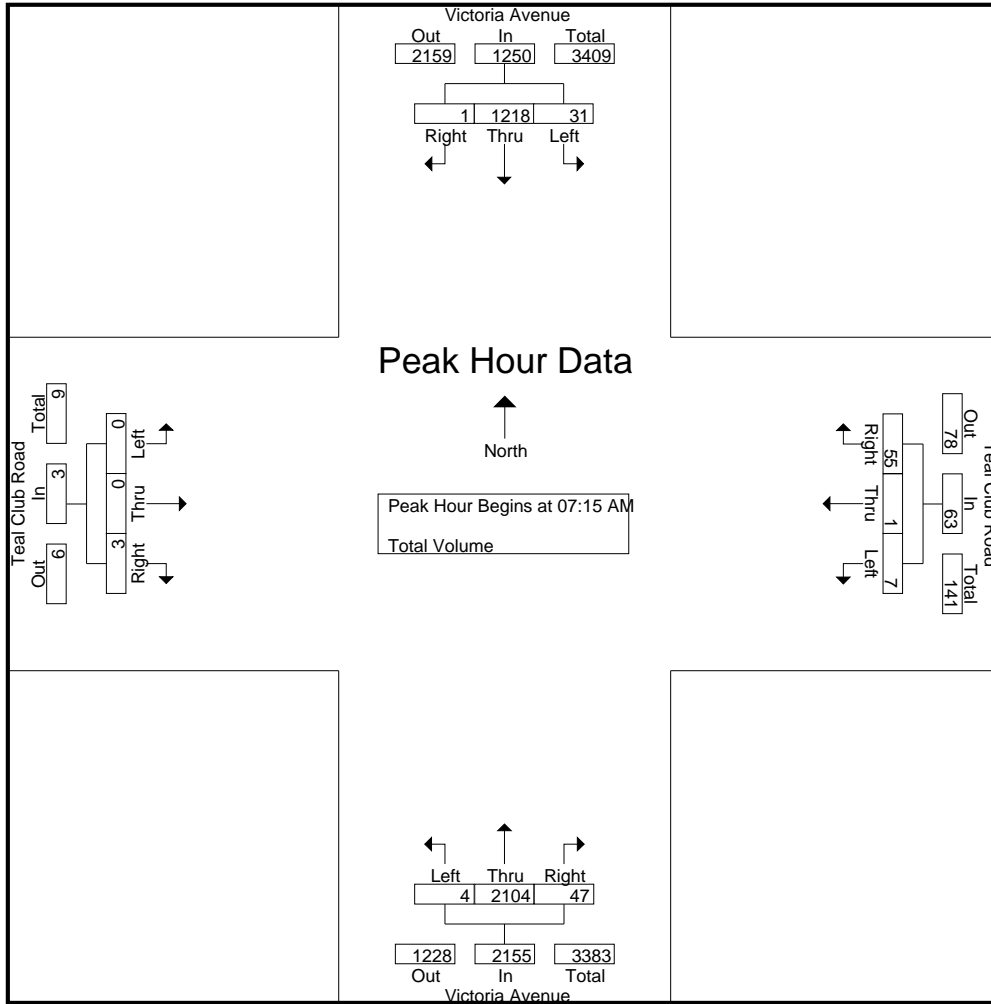 Victoria Avenue
Out In Total
2159 1250 3409
1 1218 31
Right Thru Left
Peak Hour Data
North
Peak Hour Begins at 07:15 AM
Total Volume
Teal Club Road
Total In Out
9 3 6
0 0 3
Left Thru Right
Right Thru Left
55 1 7
78 63 141
Out In Total
Teal Club Road
Left Thru Right
4 2104 47
1228 2155 3383
Out In Total
Victoria Avenue